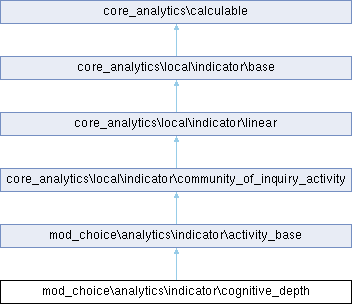 core_analytics\calculable
core_analytics\local\indicator\base
core_analytics\local\indicator\linear
core_analytics\local\indicator\community_of_inquiry_activity
mod_choice\analytics\indicator\activity_base
mod_choice\analytics\indicator\cognitive_depth